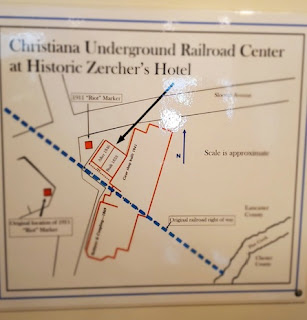 Christiana Underground Railroad Center
at Historic Zercher's Hotel
1911 "Riot" Marker
Scale is approximate
N
Original location of 1911
"Riot" Marker
Original railroad right of way
Lancaster
County
Chester
County